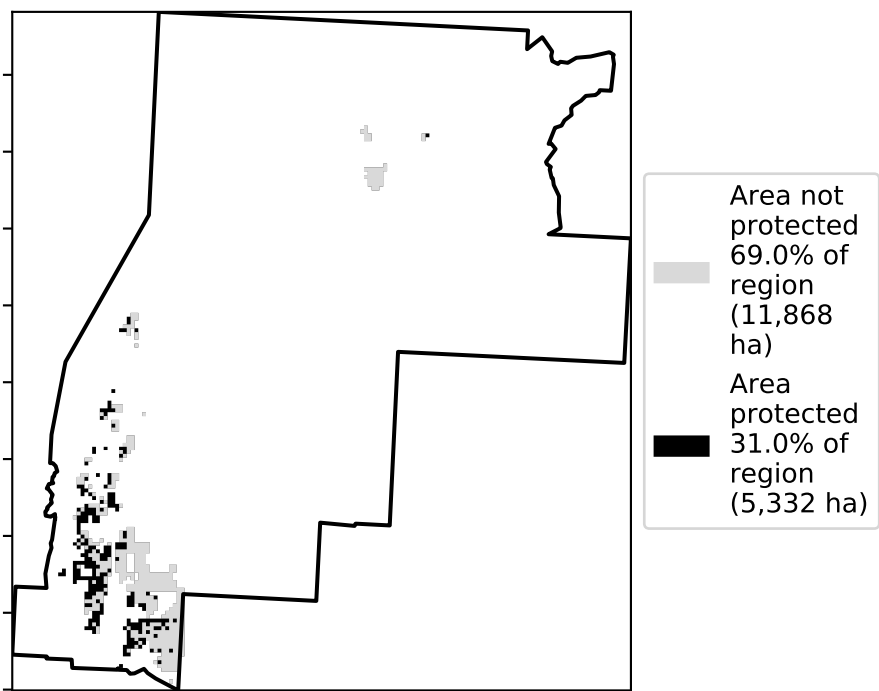 Area not
protected
69.0% of
region
(11,868
ha)
Area
protected
31.0% of
region
(5,332 ha)